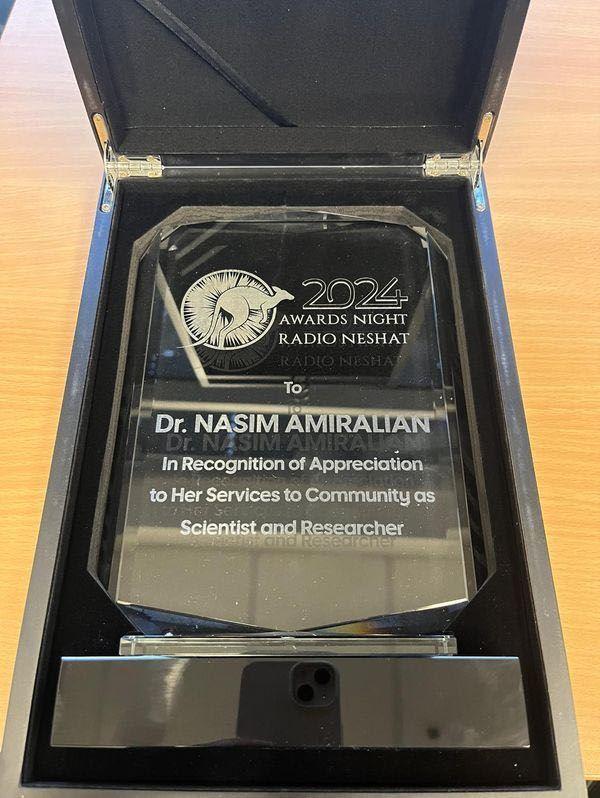 2024
AWARDS NIGHT
RADIO NESHAT
To
Dr. NASIM AMIRALIAN
In Recognition of Appreciation
to Her Services to Community as
Scientist and Researcher